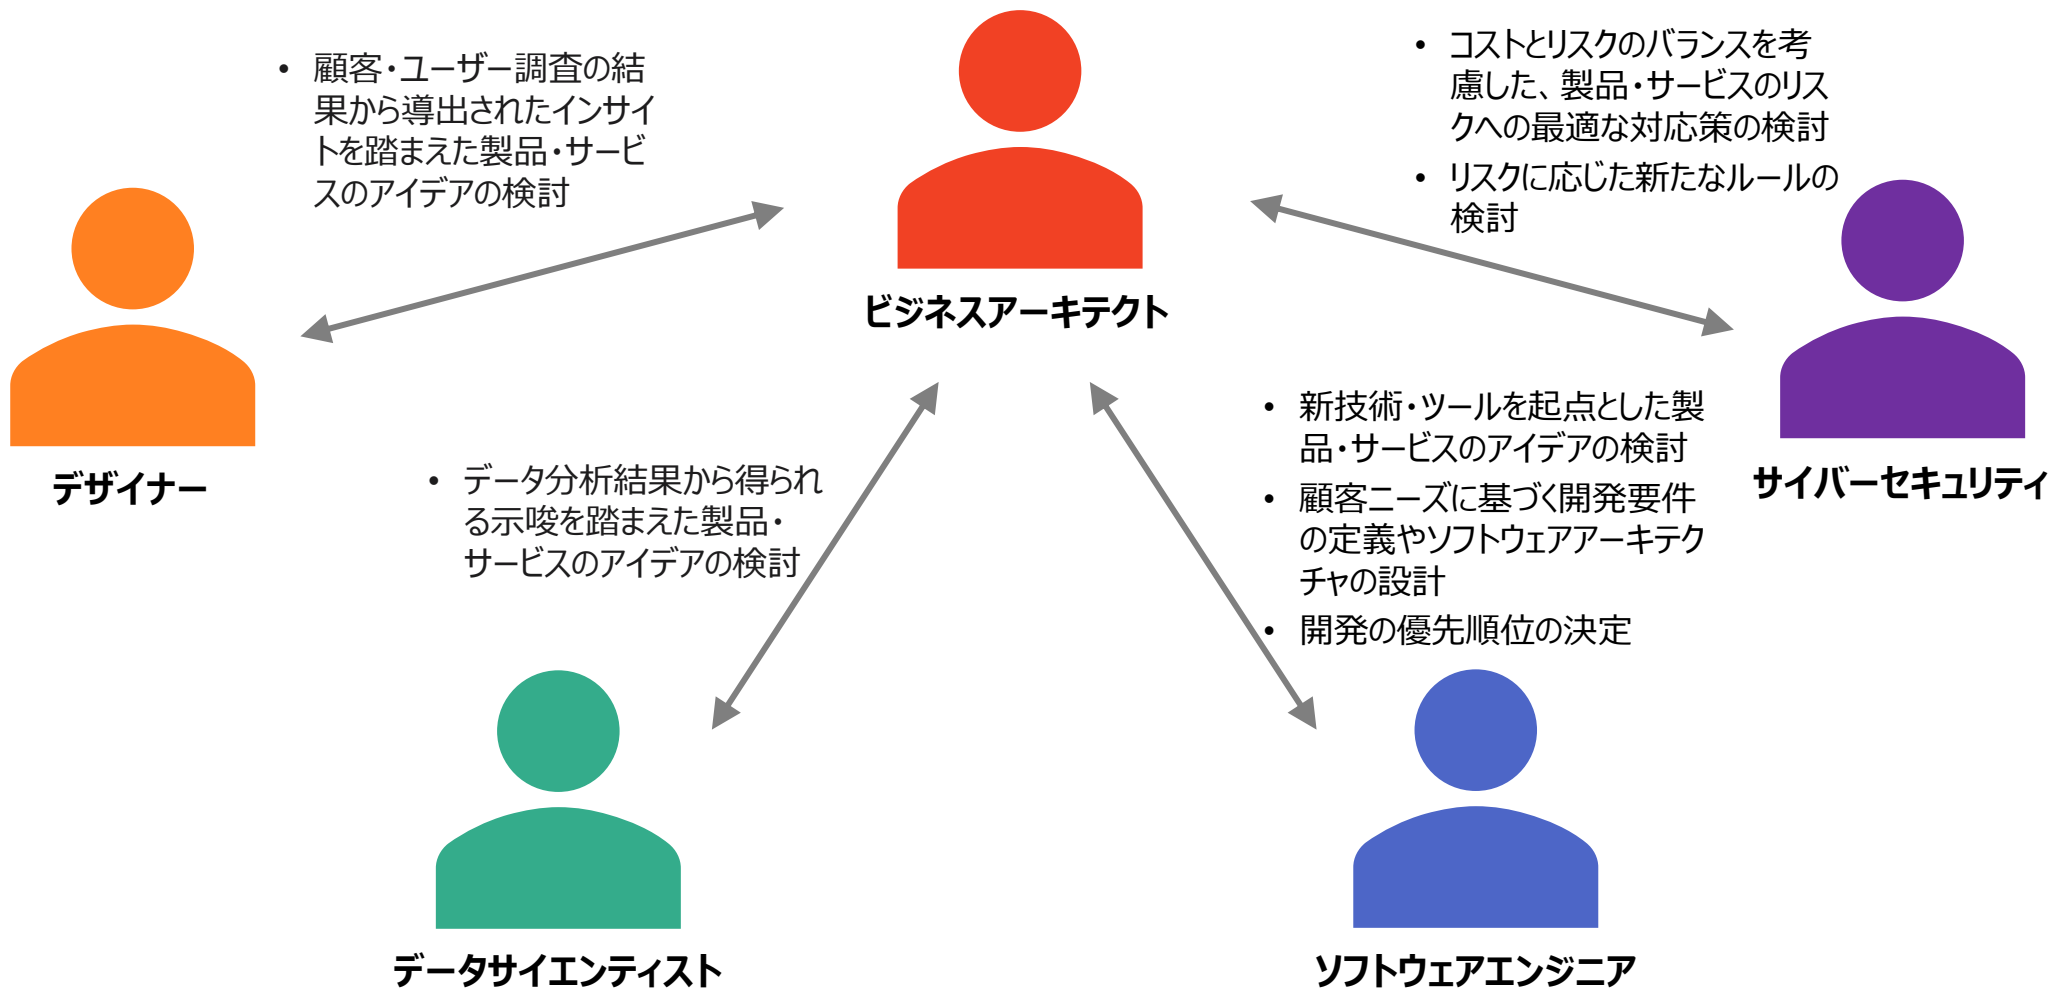 • 顧客・ユーザー調査の結
果から導出されたインサイ
トを踏まえた製品・サービ
スのアイデアの検討
• コストとリスクのバランスを考
慮した、製品・サービスのリス
クへの最適な対応策の検討
• リスクに応じた新たなルールの
検討
ビジネスアーキテクト
デザイナー
サイバーセキュリティ
• データ分析結果から得られ
る示唆を踏まえた製品・
サービスのアイデアの検討
• 新技術・ツールを起点とした製
品・サービスのアイデアの検討
• 顧客ニーズに基づく開発要件
の定義やソフトウェアアーキテク
チャの設計
• 開発の優先順位の決定
データサイエンティスト
ソフトウェアエンジニア